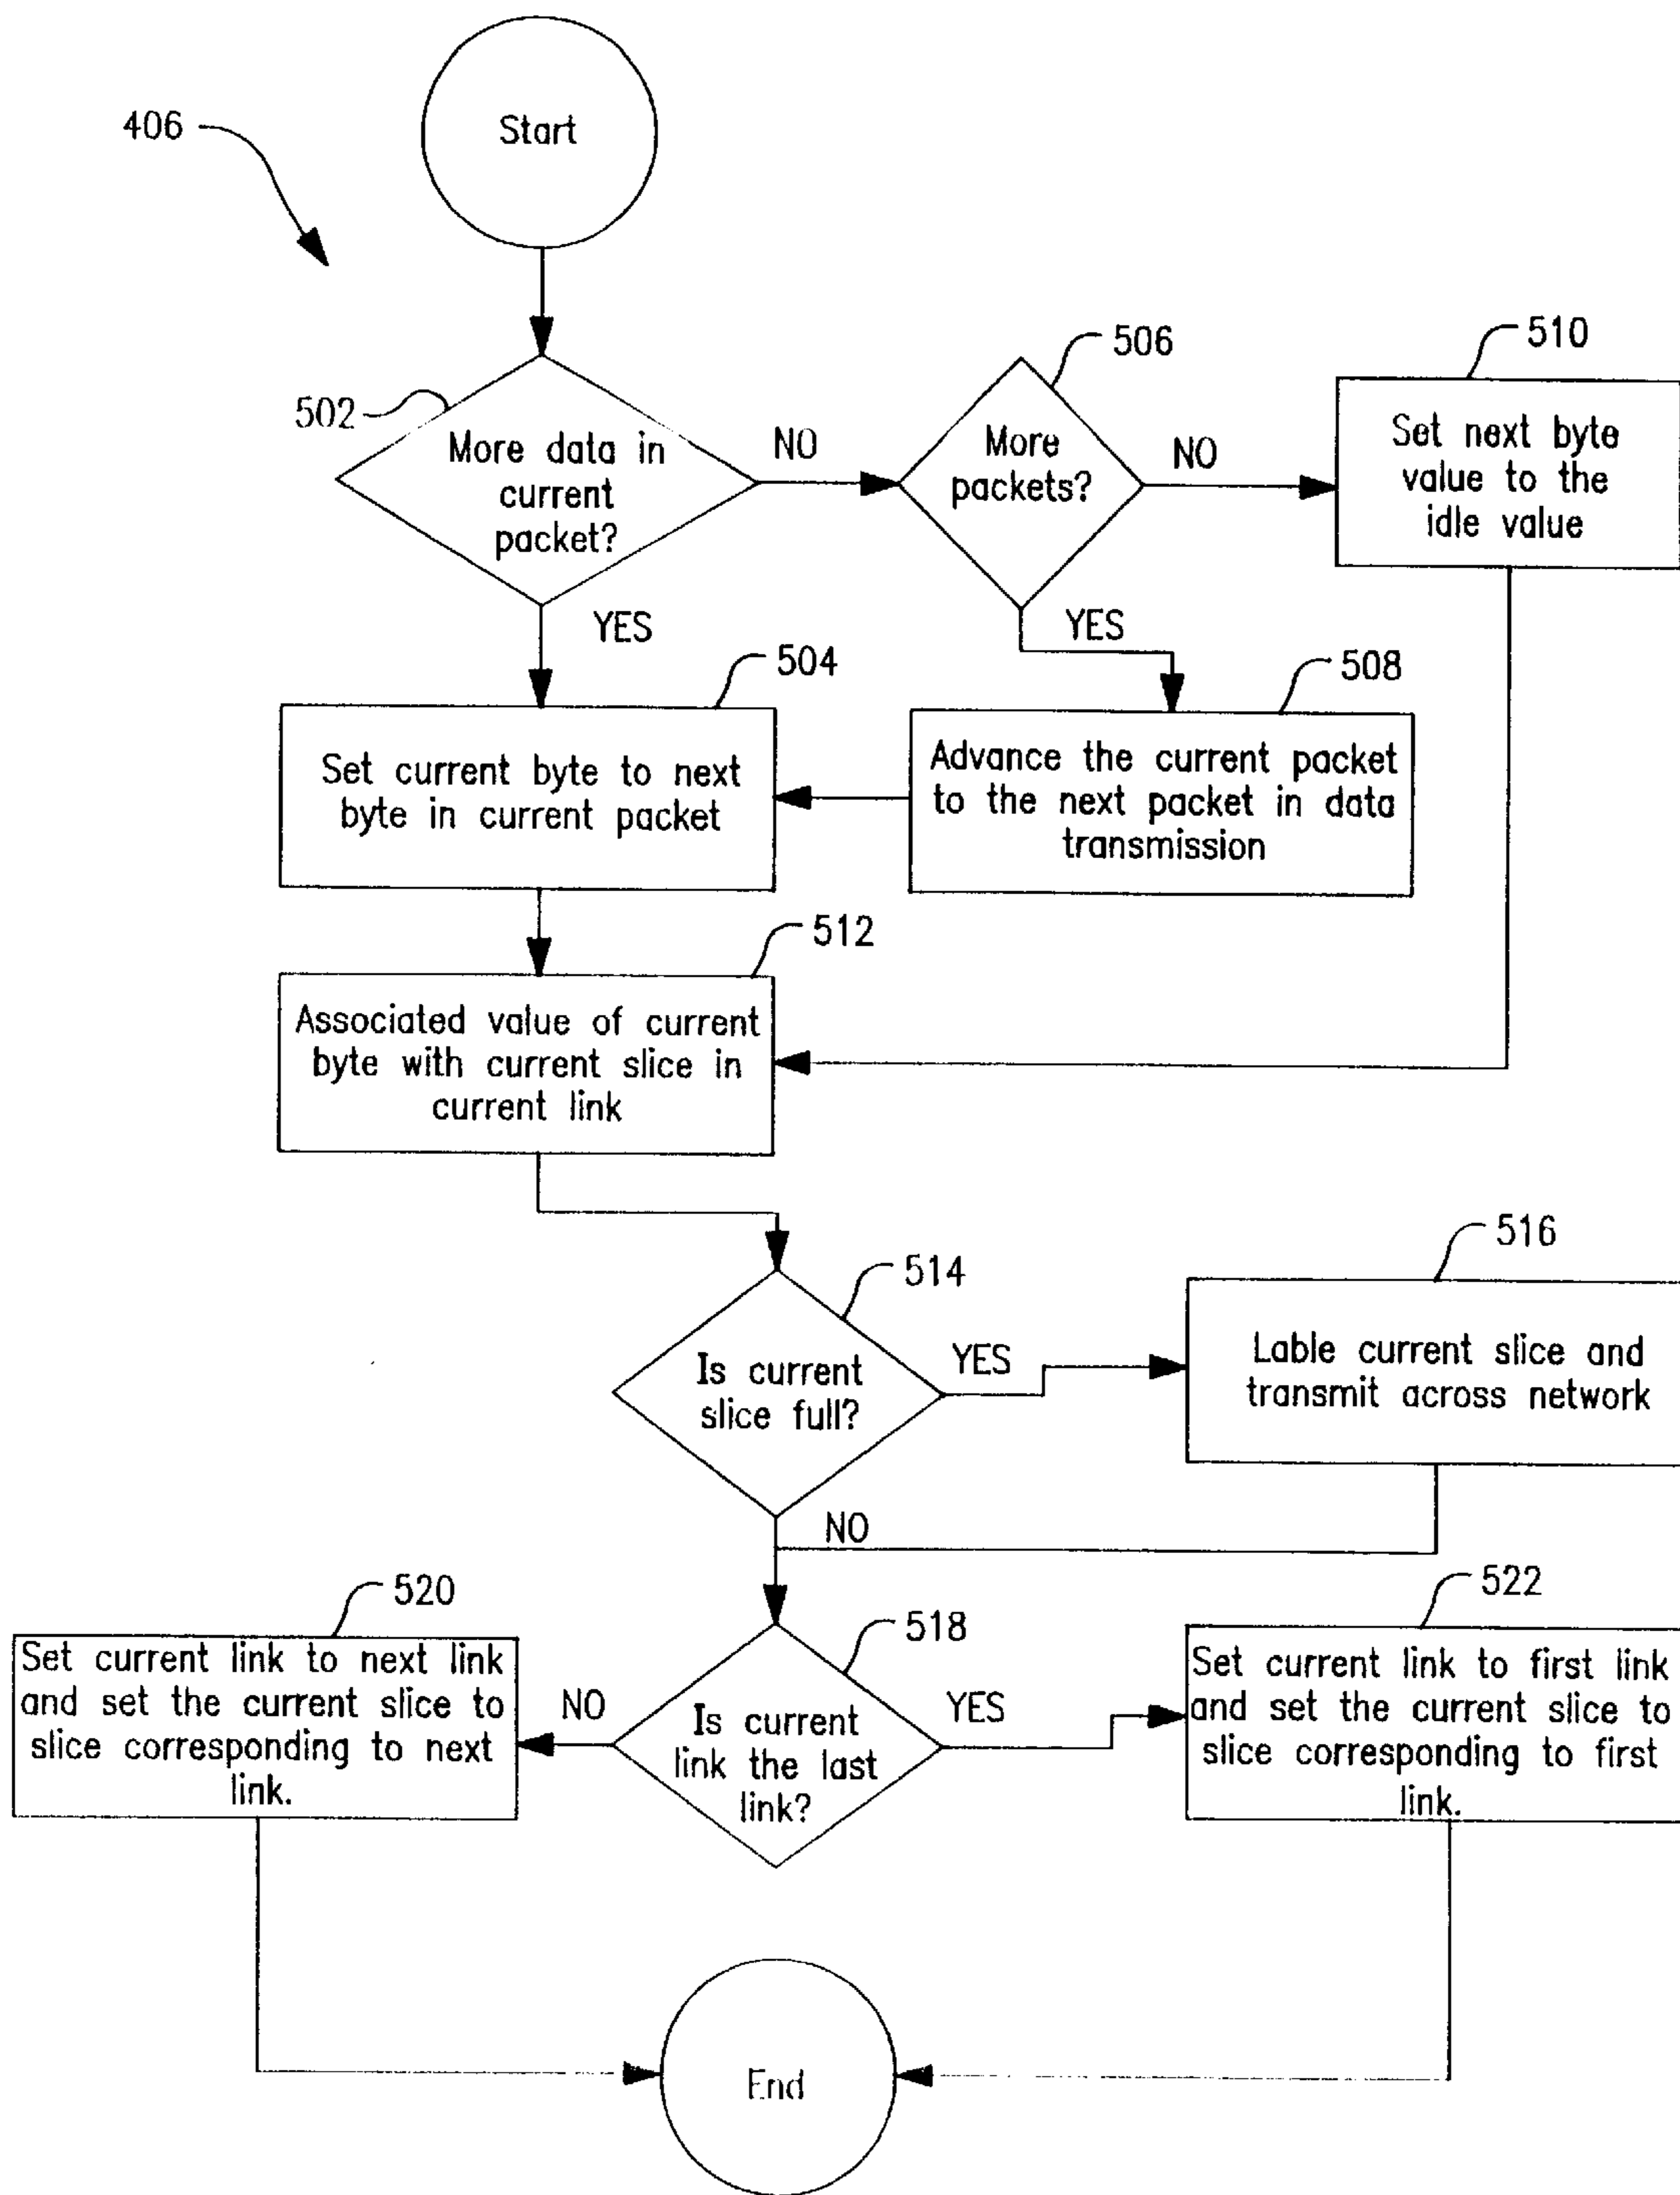 Start
406
502
More data in
current
packet?
NO
506
More
packets?
NO
510
Set next byte
value to the
idle value
YES
YES
504
Set current byte to next
byte in current packet
508
Advance the current packet
to the next packet in data
transmission
512
Associated value of current
byte with current slice in
current link
514
Is current
slice full?
YES
516
Lable current slice and
transmit across network
NO
518
Is current
link the last
link?
NO
YES
520
Set current link to next link
and set the current slice to
slice corresponding to next
link.
522
Set current link to first link
and set the current slice to
slice corresponding to first
link.
End